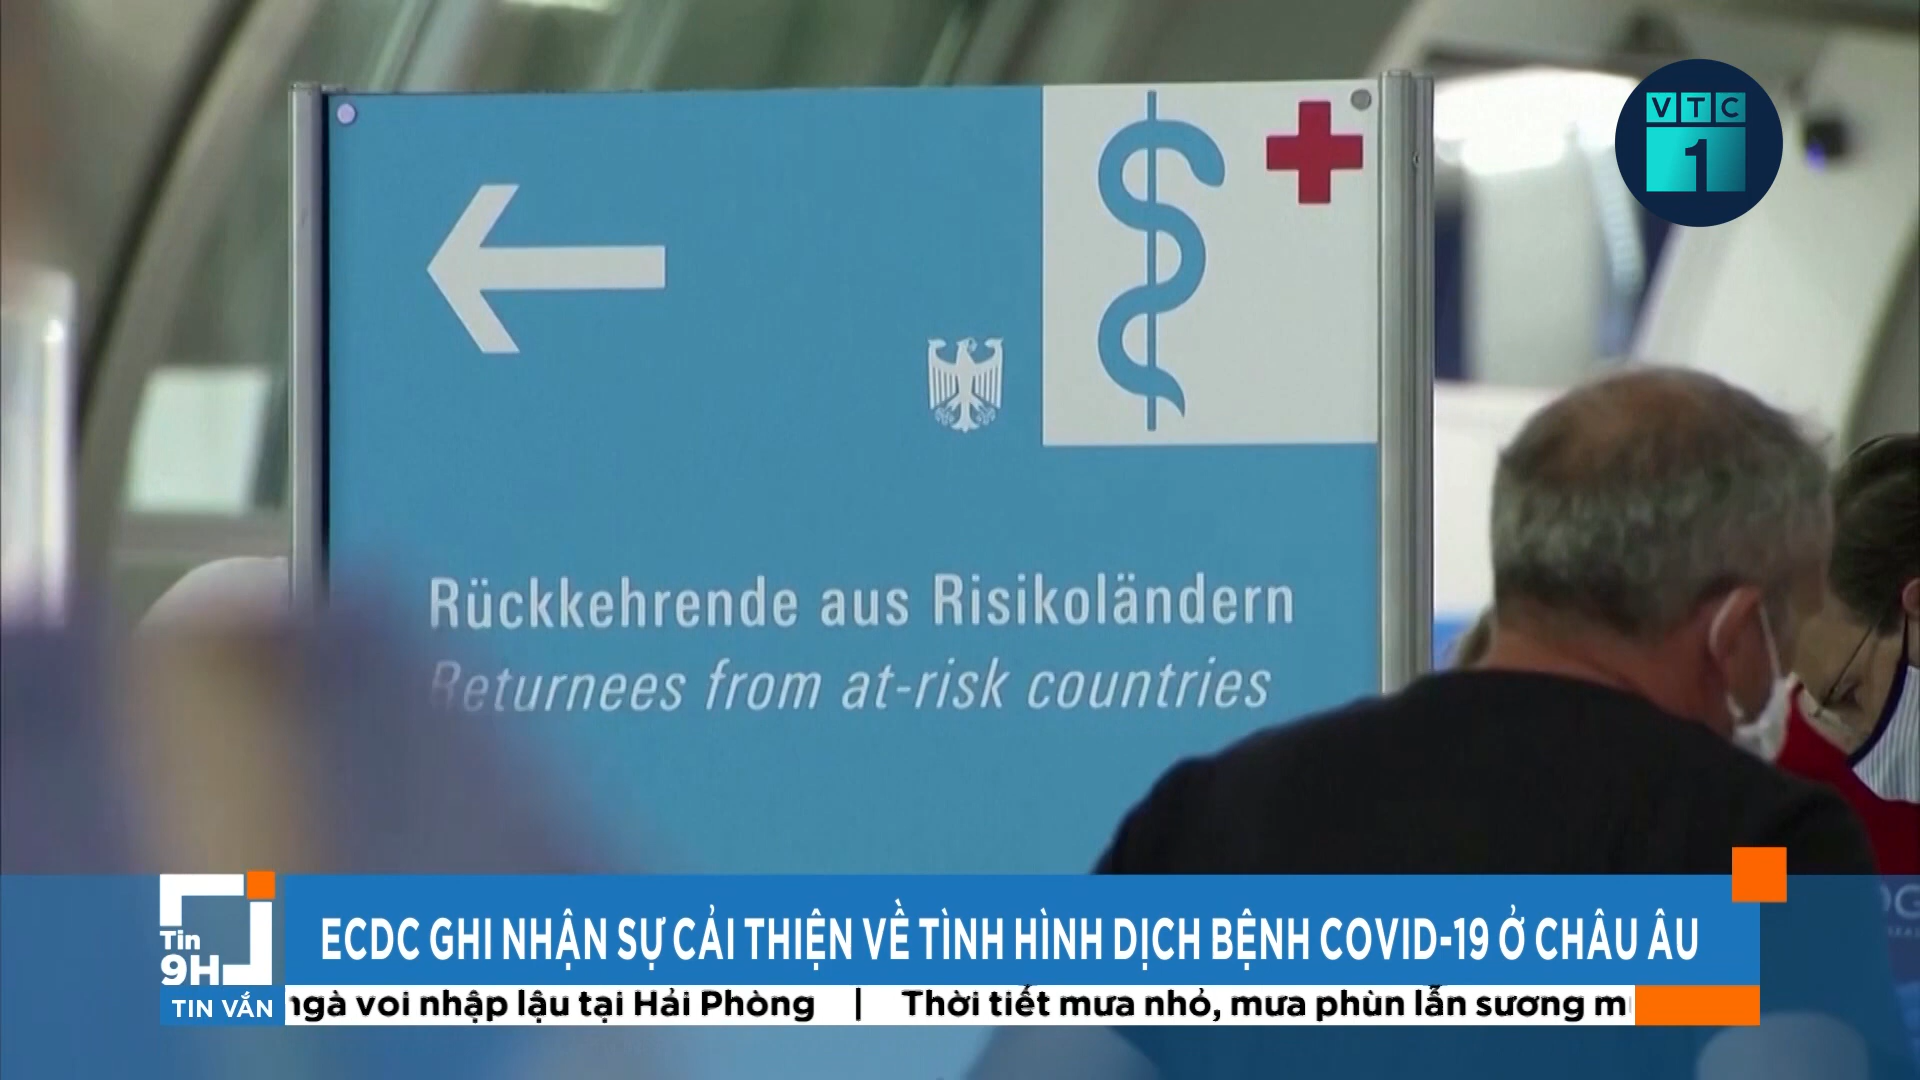 VTC
1
Rückkehrende aus Risikoländern
Returnees from at-risk countries
Tin
9H
ECDC GHI NHẬN SỰ CẢI THIỆN VỀ TÌNH HÌNH DỊCH BỆNH COVID-19 Ở CHÂU ÂU
TIN VẮN
voi nhập lậu tại Hải Phòng | Thời tiết mưa nhỏ, mưa phùn lẫn sương